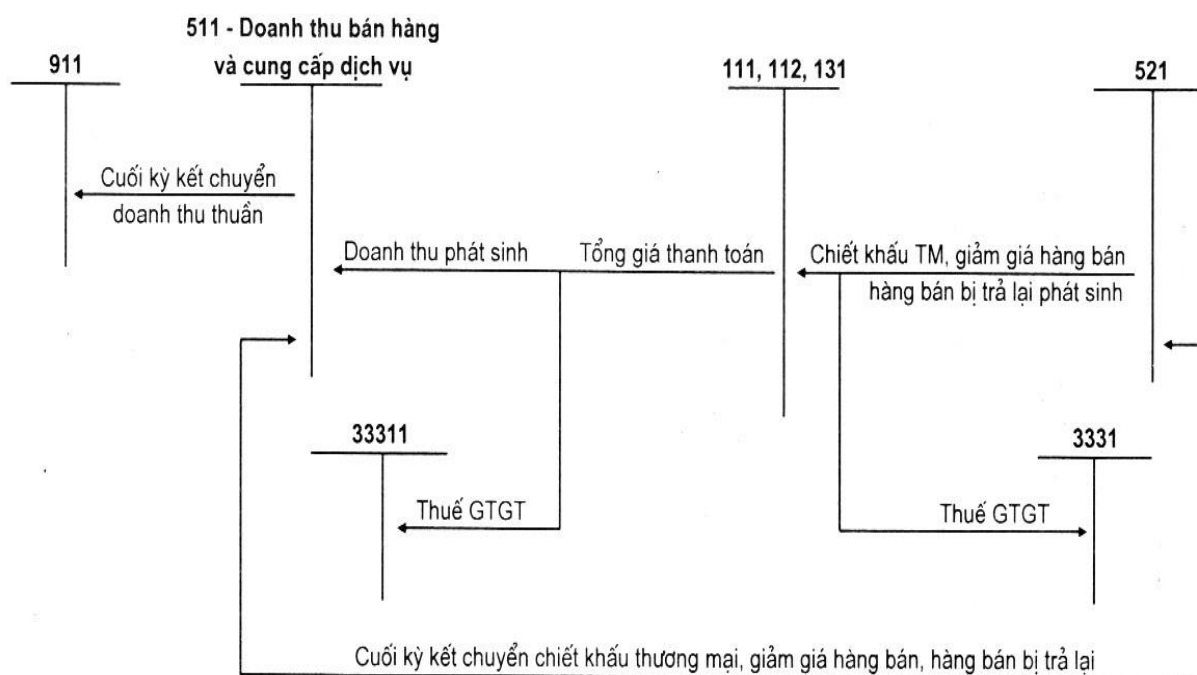 511 - Doanh thu bán hàng
và cung cấp dịch vụ
911
111, 112, 131
521
Cuối kỳ kết chuyển
doanh thu thuần
Doanh thu phát sinh
Tổng giá thanh toán
Chiết khấu TM, giảm giá hàng bán
hàng bán bị trả lại phát sinh
33311
3331
Thuế GTGT
Thuế GTGT
Cuối kỳ kết chuyển chiết khấu thương mại, giảm giá hàng bán, hàng bán bị trả lại